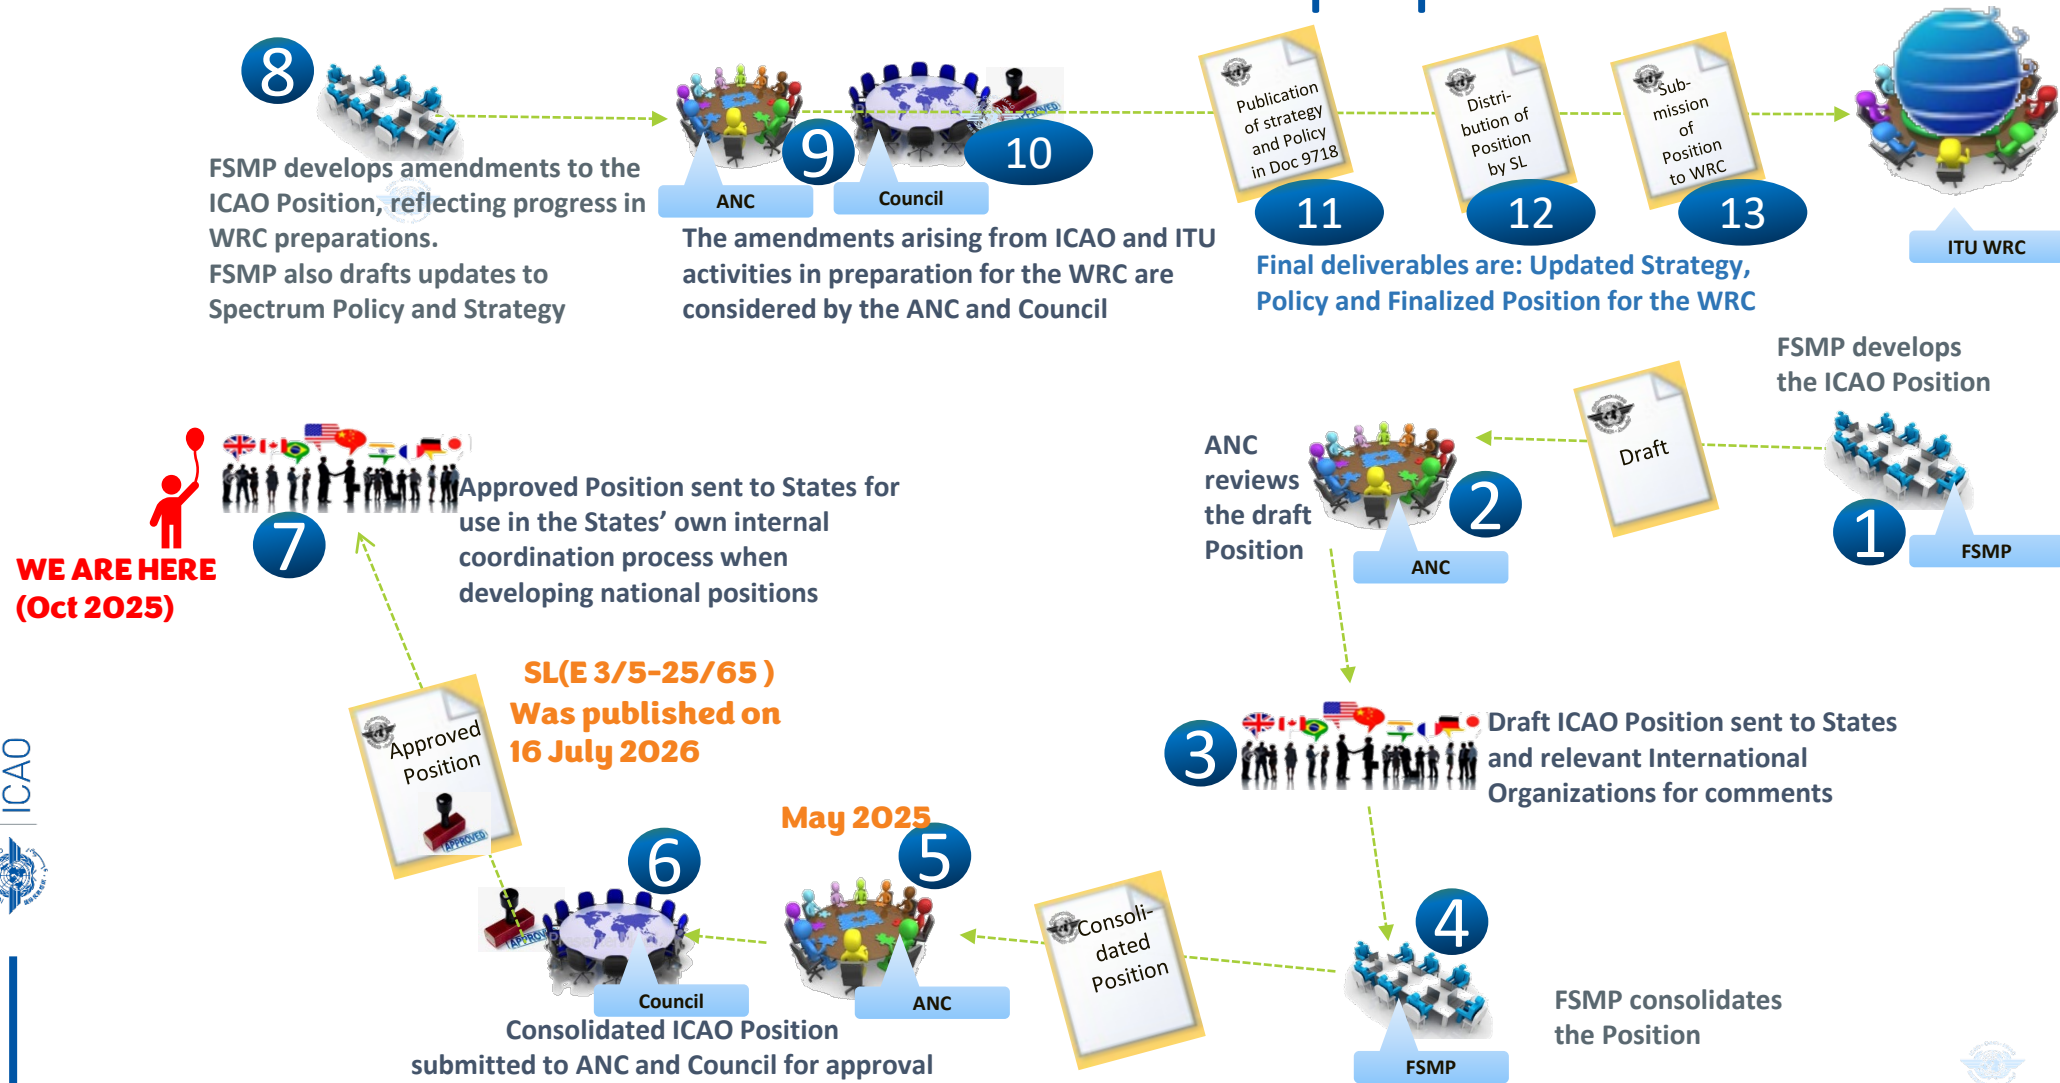 8
FSMP develops amendments to the
ICAO Position, reflecting progress in
WRC preparations.
FSMP also drafts updates to
Spectrum Policy and Strategy
ANC
9
Council
APPROVED
10
The amendments arising from ICAO and ITU
activities in preparation for the WRC are
considered by the ANC and Council
Publication
of strategy
and Policy
in Doc 9718
11
Distri-
bution of
Position
by SL
12
Sub-
mission
of
Position
to WRC
13
Final deliverables are: Updated Strategy,
Policy and Finalized Position for the WRC
ITU WRC
FSMP develops
the ICAO Position
1
FSMP
Draft
ANC
reviews
the draft
Position
2
ANC
3
Draft ICAO Position sent to States
and relevant International
Organizations for comments
4
FSMP
FSMP consolidates
the Position
Consoli-
dated
Position
May 2025
5
ANC
6
Council
Consolidated ICAO Position
submitted to ANC and Council for approval
Approved
Position
APPROVED
SL(E 3/5-25/65 )
Was published on
16 July 2026
7
Approved Position sent to States for
use in the States’ own internal
coordination process when
developing national positions
WE ARE HERE
(Oct 2025)
ICAO